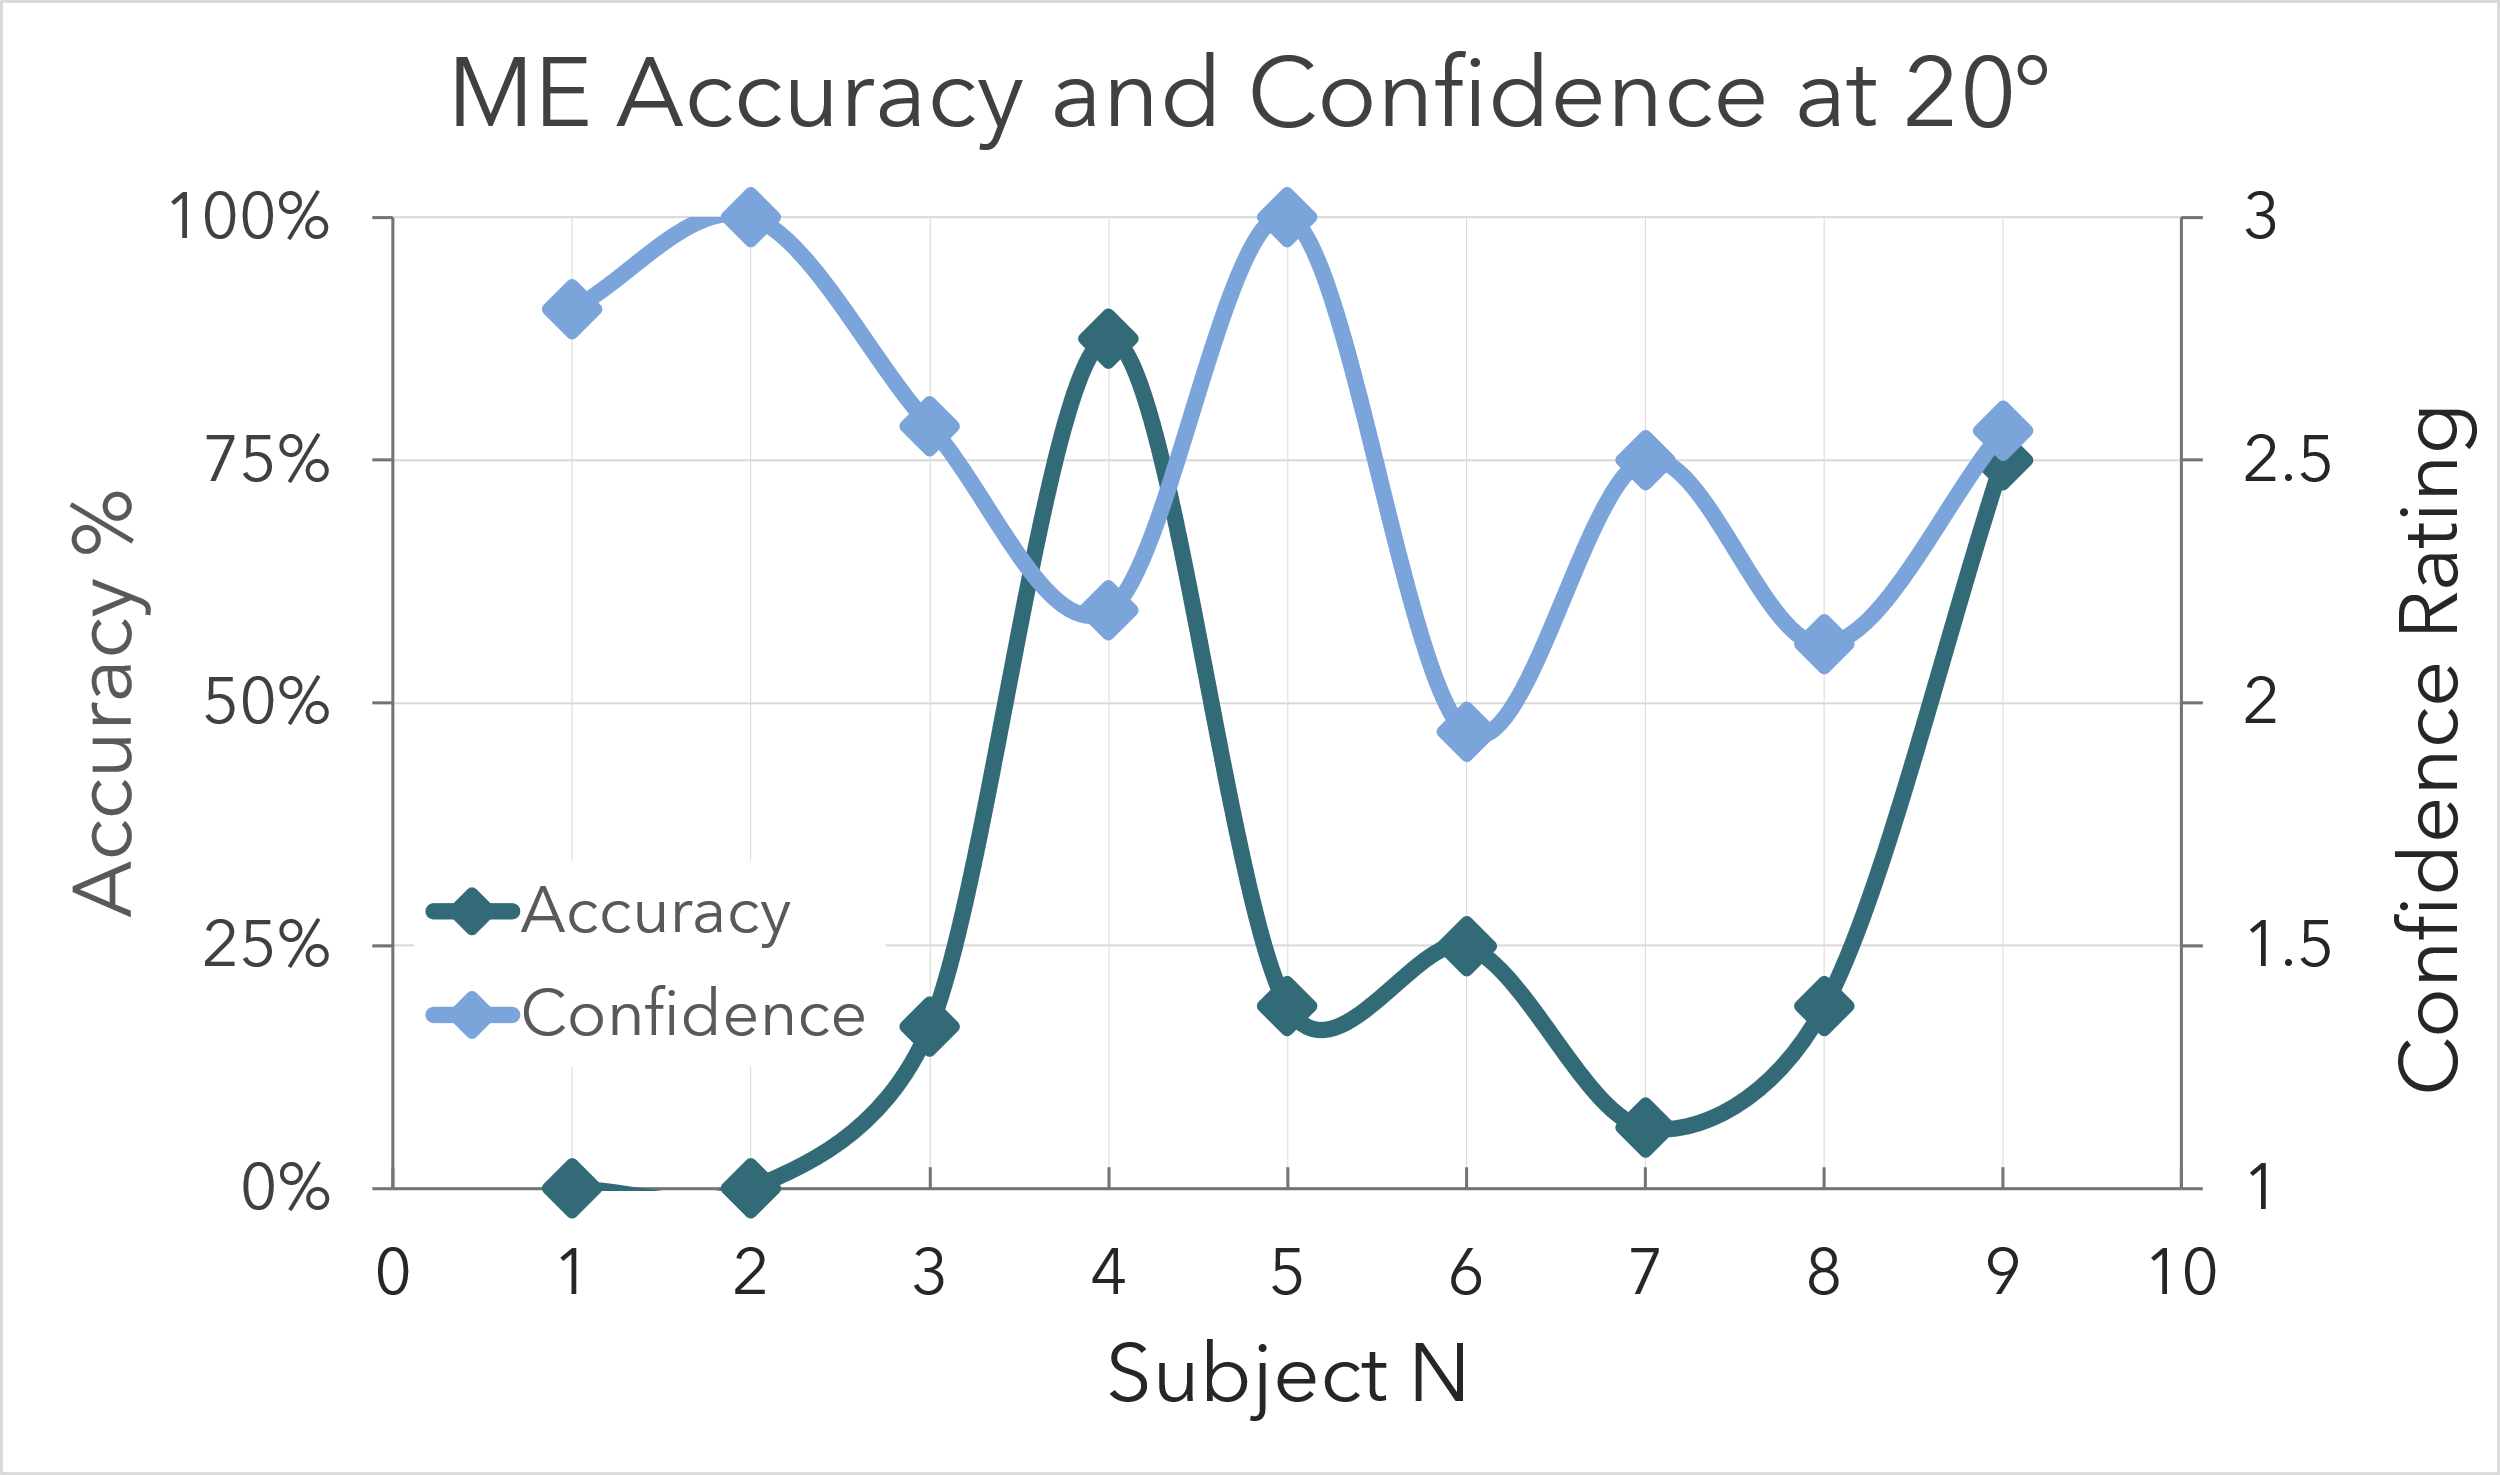 ME Accuracy and Confidence at 20°
100%
75%
50%
25%
0%
Accuracy %
3
2.5
2
1.5
1
Confidence Rating
Accuracy
Confidence
0 1 2 3 4 5 6 7 8 9 10
Subject N